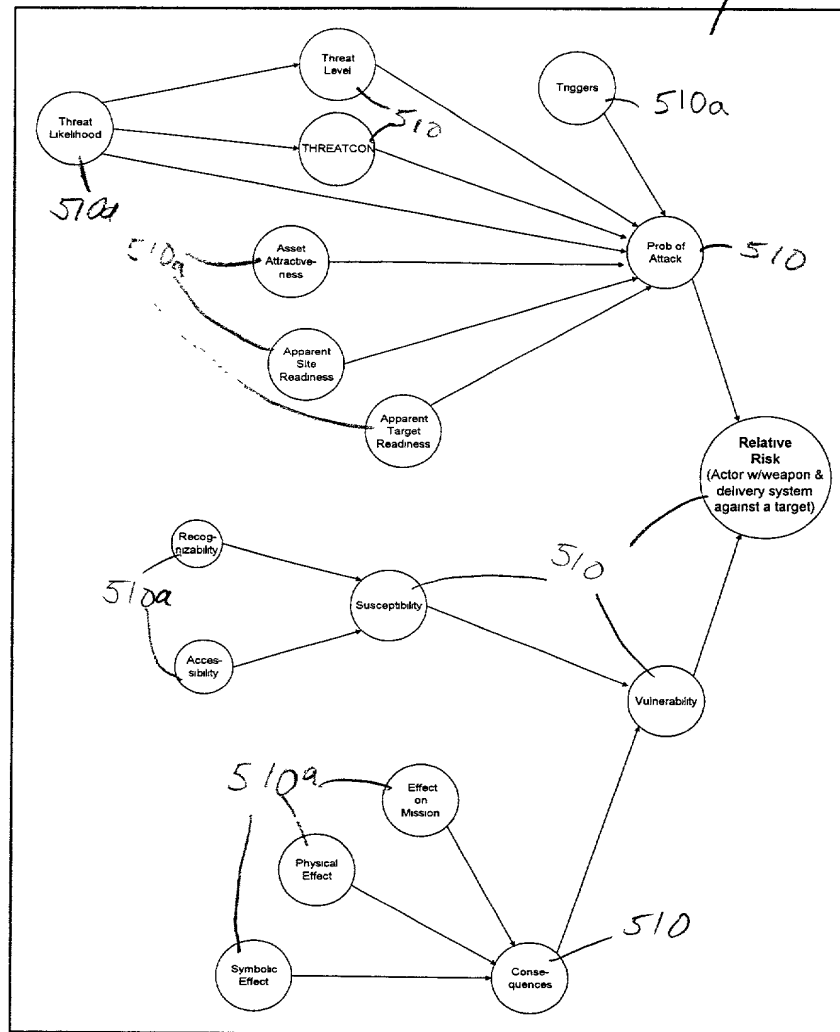 Threat
Level
Triggers
510a
Threat
Likelihood
510
THREATCON
510a
510a
Asset
Attractive-
ness
Prob of
Attack
510
Apparent
Site
Readiness
Apparent
Target
Readiness
Relative
Risk
(Actor w/weapon &
delivery system
against a target)
Recog-
nizability
510
510a
Susceptibility
Acces-
sibility
Vulnerability
510a
Effect
on
Mission
Physical
Effect
510
Symbolic
Effect
Conse-
quences